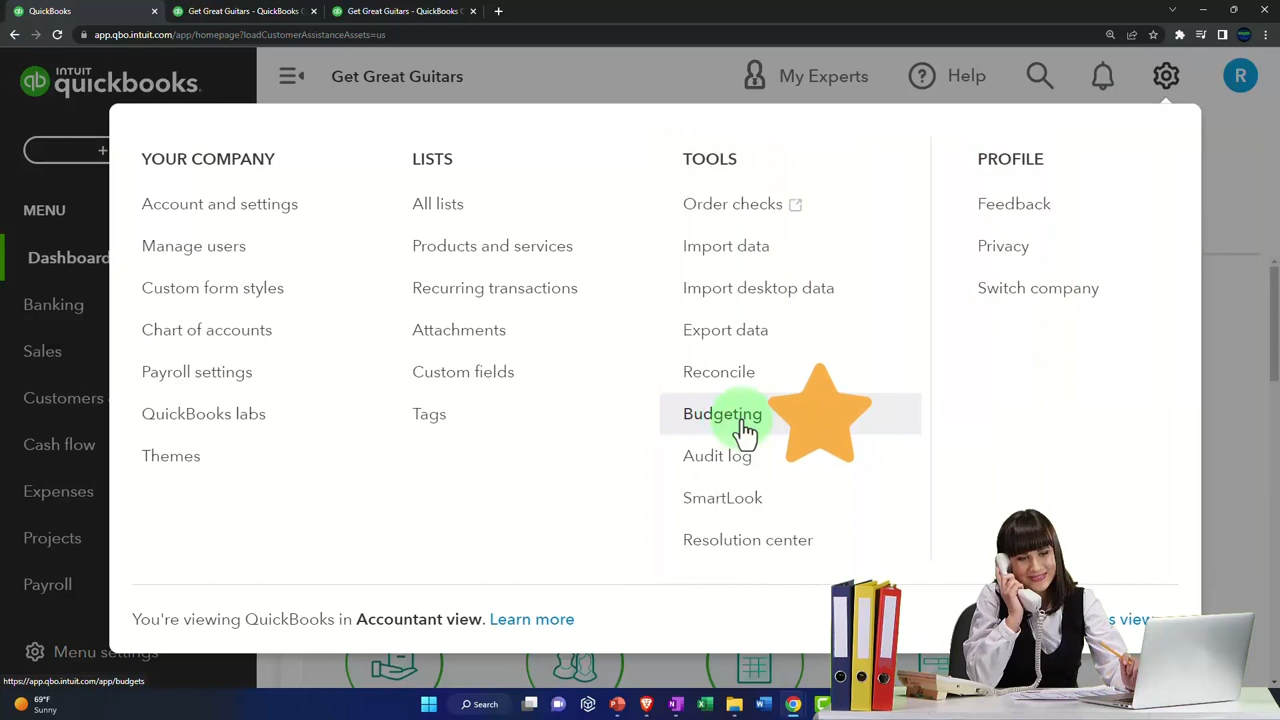 QuickBooks
Get Great Guitars - QuickBooks O
Get Great Guitars - QuickBooks O
app.qbo.intuit.com/app/homepage?loadCustomerAssistanceAssets=us
INTUIT
quickbooks.
Get Great Guitars
My Experts
Help
R
+
MENU
Dashboard
Banking
Sales
Customers
Cash flow
Expenses
Projects
Payroll
Menu settings
YOUR COMPANY
Account and settings
Manage users
Custom form styles
Chart of accounts
Payroll settings
QuickBooks labs
Themes
LISTS
All lists
Products and services
Recurring transactions
Attachments
Custom fields
Tags
TOOLS
Order checks
Import data
Import desktop data
Export data
Reconcile
Budgeting
Audit log
SmartLook
Resolution center
PROFILE
Feedback
Privacy
Switch company
You're viewing QuickBooks in Accountant view. Learn more
view
https://app.qbo.intuit.com/app/budgets
69°F
Sunny
Search